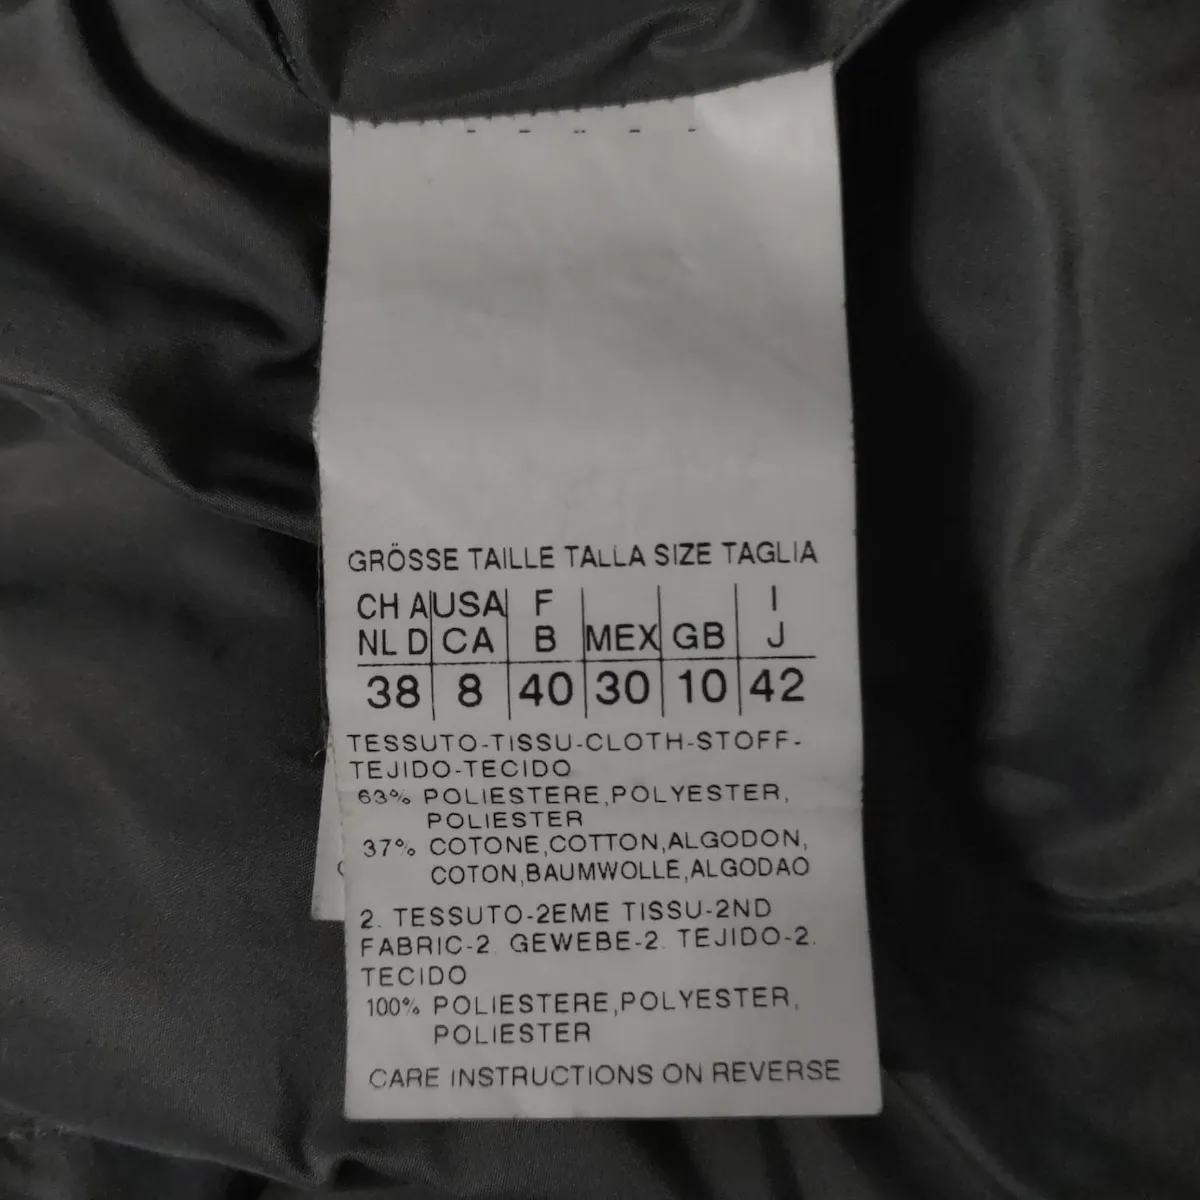 GRÖSSE TAILLE TALLA SIZE TAGLIA
CH A USA F I
NL D CA B MEX GB J
38 8 40 30 10 42
TESSUTO-TISSU-CLOTH-STOFF-
TEJIDO-TECIDO
63% POLIESTERE,POLYESTER,
POLIESTER
37% COTONE,COTTON,ALGODON,
COTON,BAUMWOLLE,ALGODAO
2. TESSUTO-2EME TISSU-2ND
FABRIC-2. GEWEBE-2. TEJIDO-2.
TECIDO
100% POLIESTERE,POLYESTER,
POLIESTER
CARE INSTRUCTIONS ON REVERSE